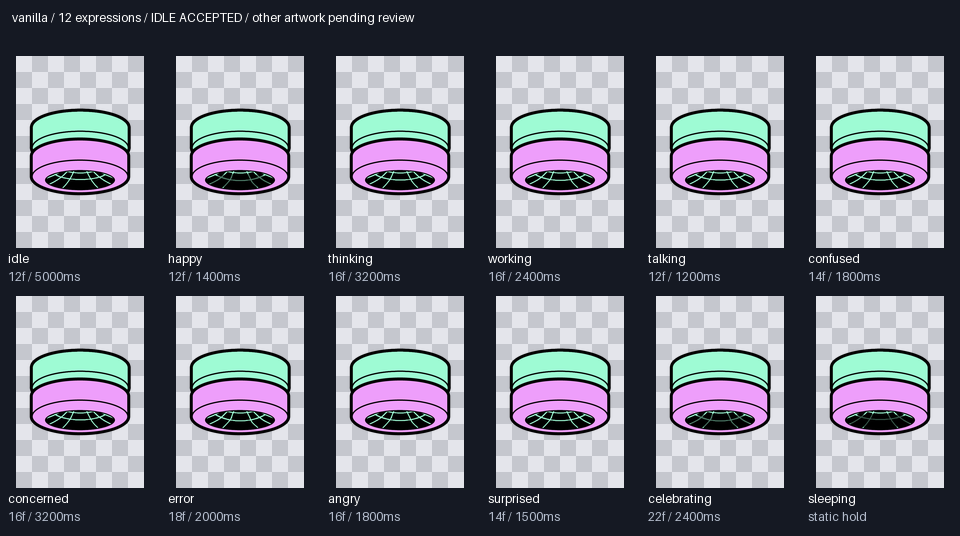 vanilla / 12 expressions / IDLE ACCEPTED / other artwork pending review
idle
12f / 5000ms
happy
12f / 1400ms
thinking
16f / 3200ms
working
16f / 2400ms
talking
12f / 1200ms
confused
14f / 1800ms
concerned
16f / 3200ms
error
18f / 2000ms
angry
16f / 1800ms
surprised
14f / 1500ms
celebrating
22f / 2400ms
sleeping
static hold